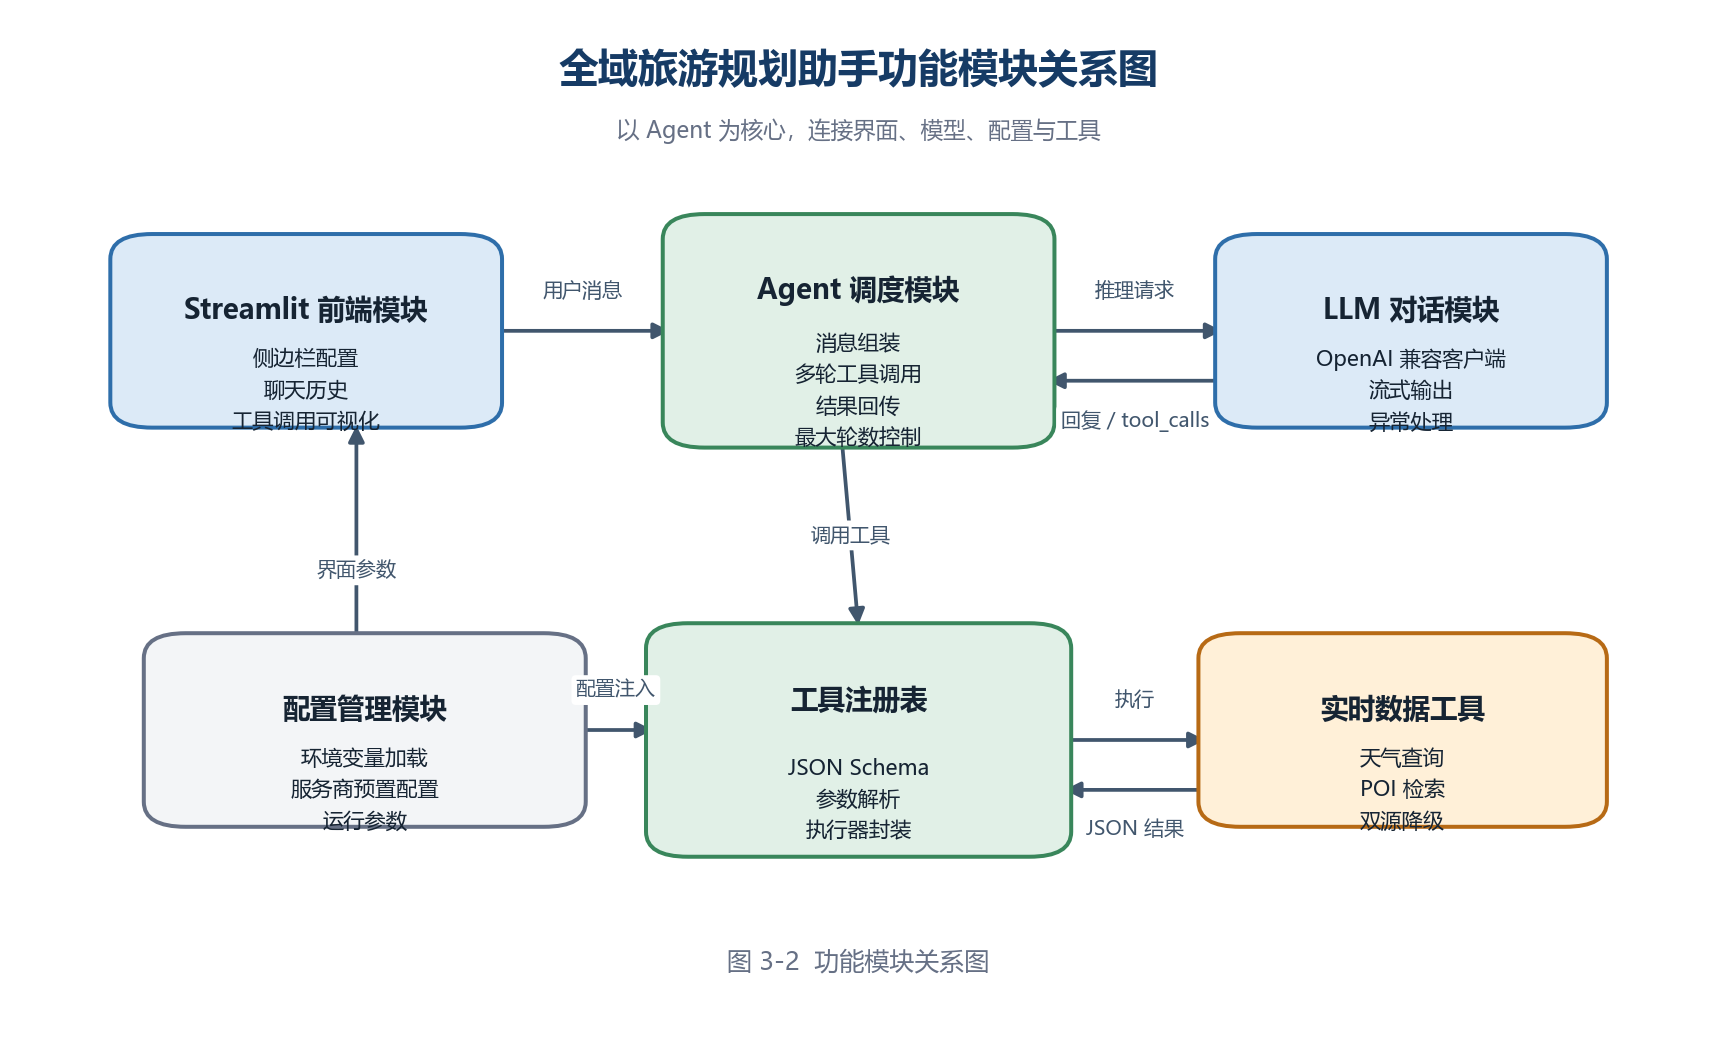 全域旅游规划助手功能模块关系图
以 Agent 为核心，连接界面、模型、配置与工具
Streamlit 前端模块
侧边栏配置
聊天历史
工具调用可视化
用户消息
Agent 调度模块
消息组装
多轮工具调用
结果回传
最大轮数控制
推理请求
回复 / tool_calls
LLM 对话模块
OpenAI 兼容客户端
流式输出
异常处理
界面参数
调用工具
配置管理模块
环境变量加载
服务商预置配置
运行参数
配置注入
工具注册表
JSON Schema
参数解析
执行器封装
执行
JSON 结果
实时数据工具
天气查询
POI 检索
双源降级
图 3-2 功能模块关系图